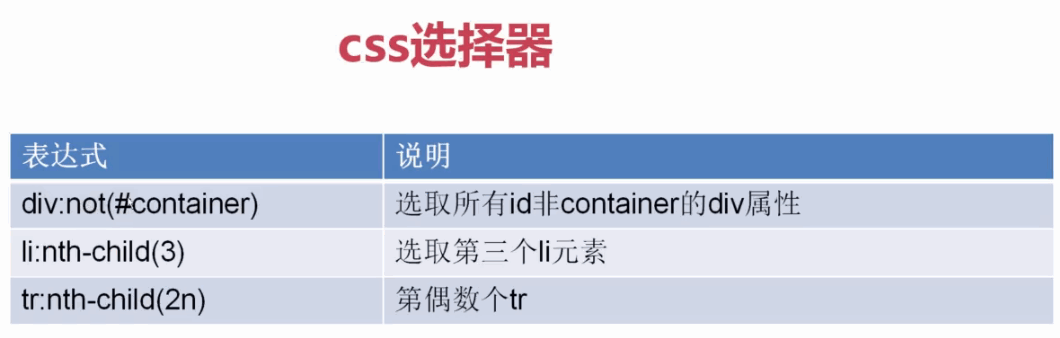 css选择器
表达式 说明
div:not(#container) 选取所有id非container的div属性
li:nth-child(3) 选取第三个li元素
tr:nth-child(2n) 第偶数个tr